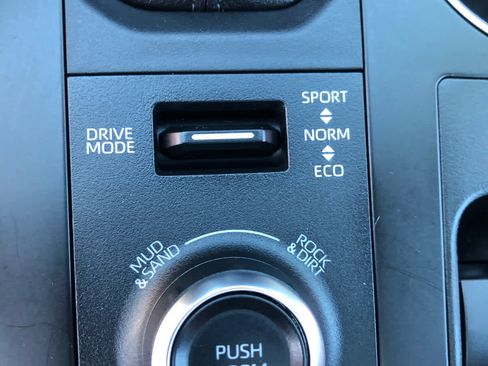 SPORT
DRIVE
MODE
NORM
ECO
MUD
& SAND
ROCK
& DIRT
PUSH